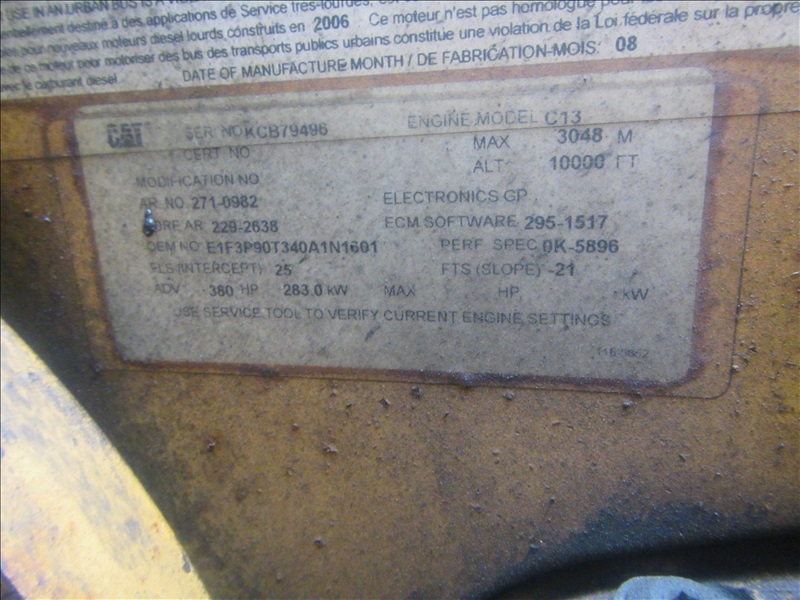 USE IN AN URBAN BUS IS A
destiné à des applications de Service très-lourdes,
pour nouveaux moteurs diesel lourds construits en 2006 Ce moteur n'est pas homologué pour
de ce moteur pour motoriser des bus des transports publics urbains constitue une violation de la Loi fédérale sur la propre
avec le carburant diesel. DATE OF MANUFACTURE MONTH / DE FABRICATION-MOIS: 08
CAT SER NO KCB79496 ENGINE MODEL C13
CERT NO MAX 3048 M
ALT 10000 FT
MODIFICATION NO
AR NO. 271-0982 ELECTRONICS GP
CORE AR 229-2638 ECM SOFTWARE 295-1517
OEM NO E1F3P90T340A1N1601 PERF SPEC 0K-5896
FLS (INTERCEPT) 25 FTS (SLOPE) -21
ADV 380 HP 283.0 kW MAX HP kW
USE SERVICE TOOL TO VERIFY CURRENT ENGINE SETTINGS